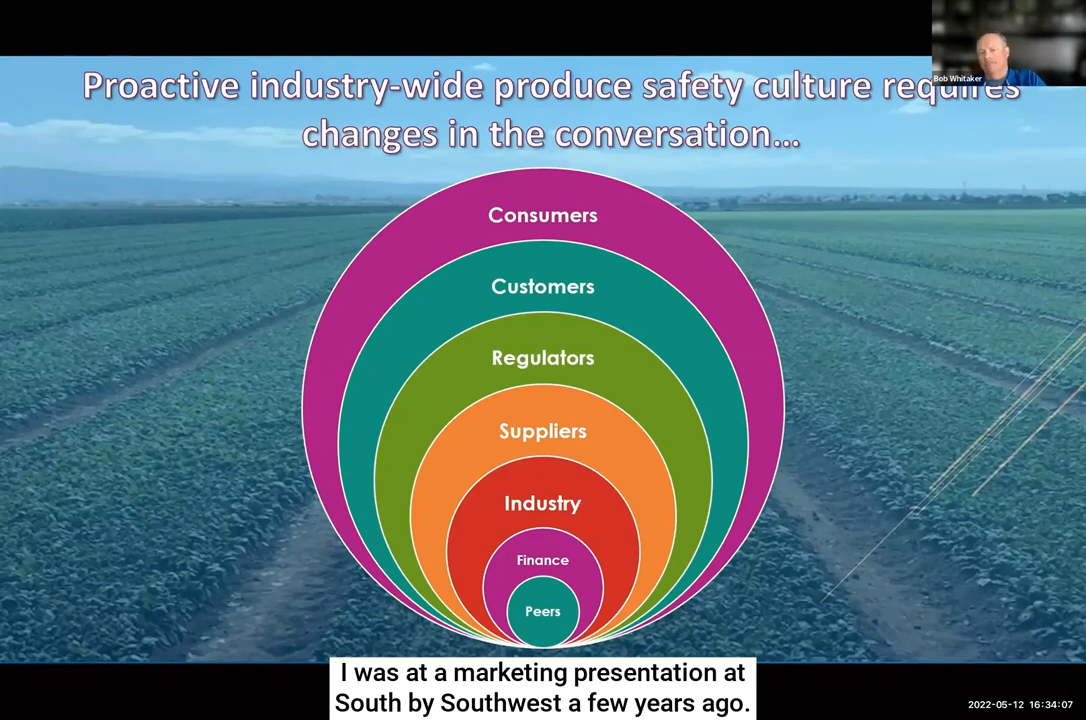 Bob Whitaker
Proactive industry-wide produce safety culture requires
changes in the conversation...
Consumers
Customers
Regulators
Suppliers
Industry
Finance
Peers
I was at a marketing presentation at
South by Southwest a few years ago.
2022-05-12 16:34:07